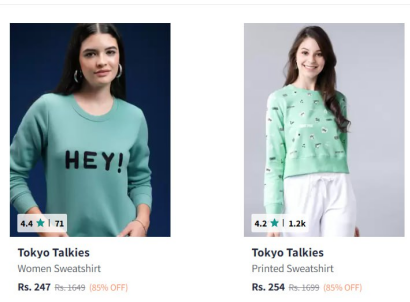 HEY!
4.4 ★ | 71
4.2 ★ | 1.2k
Tokyo Talkies
Women Sweatshirt
Rs. 247 Rs. 1649 (85% OFF)
Tokyo Talkies
Printed Sweatshirt
Rs. 254 Rs. 1699 (85% OFF)